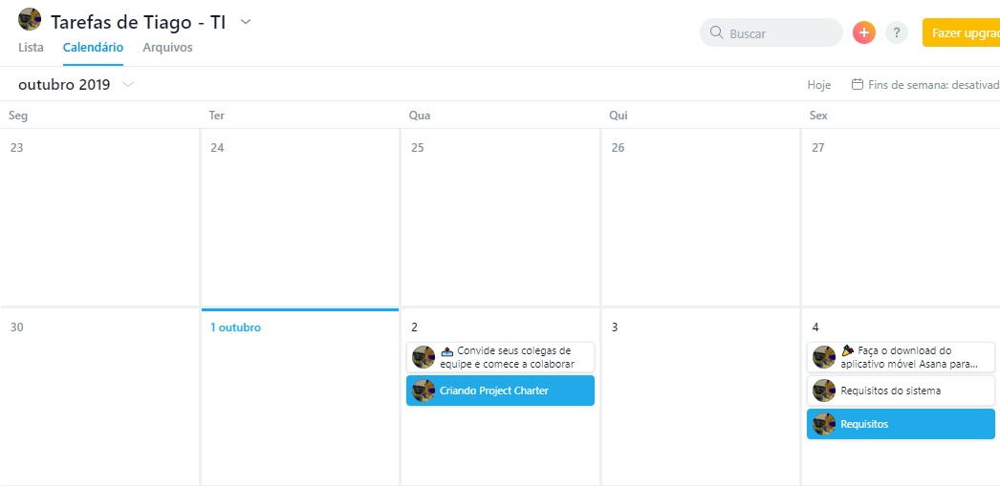 Tarefas de Tiago - TI
Lista Calendário Arquivos
Buscar
+
?
Fazer upgrad
outubro 2019
Hoje
Fins de semana: desativad
Seg Ter Qua Qui Sex
23 24 25 26 27
30 1 outubro 2 3 4
Convide seus colegas de
equipe e comece a colaborar
Criando Project Charter
Faça o download do
aplicativo móvel Asana para...
Requisitos do sistema
Requisitos